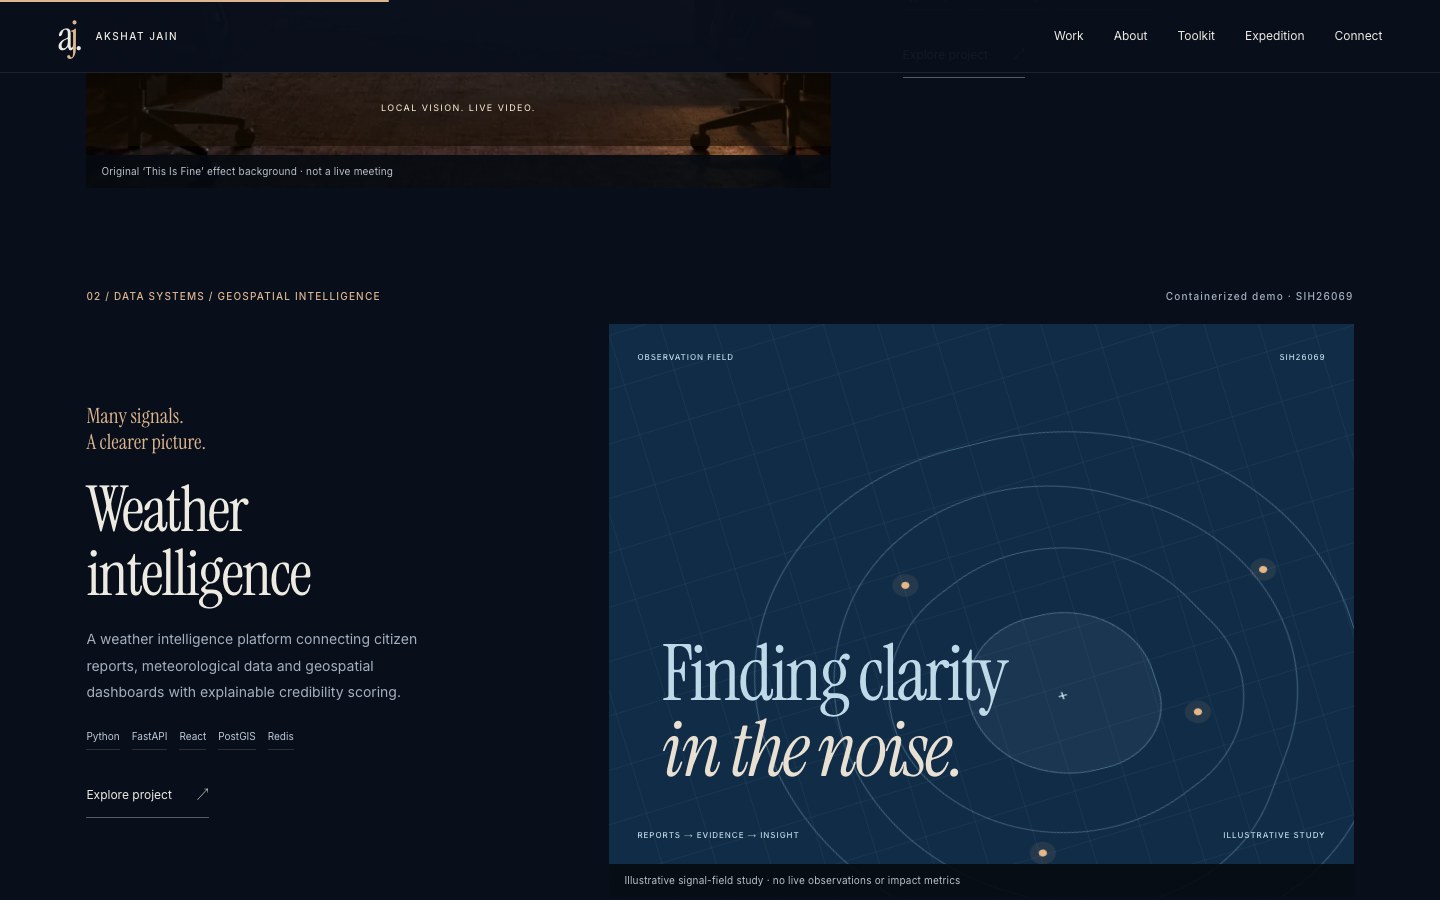 aj.
AKSHAT JAIN
Work
About
Toolkit
Expedition
Connect
Explore project
LOCAL VISION. LIVE VIDEO.
Original ‘This Is Fine’ effect background · not a live meeting
02 / DATA SYSTEMS / GEOSPATIAL INTELLIGENCE
Containerized demo · SIH26069
Many signals.
A clearer picture.
Weather
intelligence
A weather intelligence platform connecting citizen
reports, meteorological data and geospatial
dashboards with explainable credibility scoring.
Python FastAPI React PostGIS Redis
Explore project ↗
OBSERVATION FIELD
SIH26069
Finding clarity
in the noise.
REPORTS → EVIDENCE → INSIGHT
ILLUSTRATIVE STUDY
Illustrative signal-field study · no live observations or impact metrics